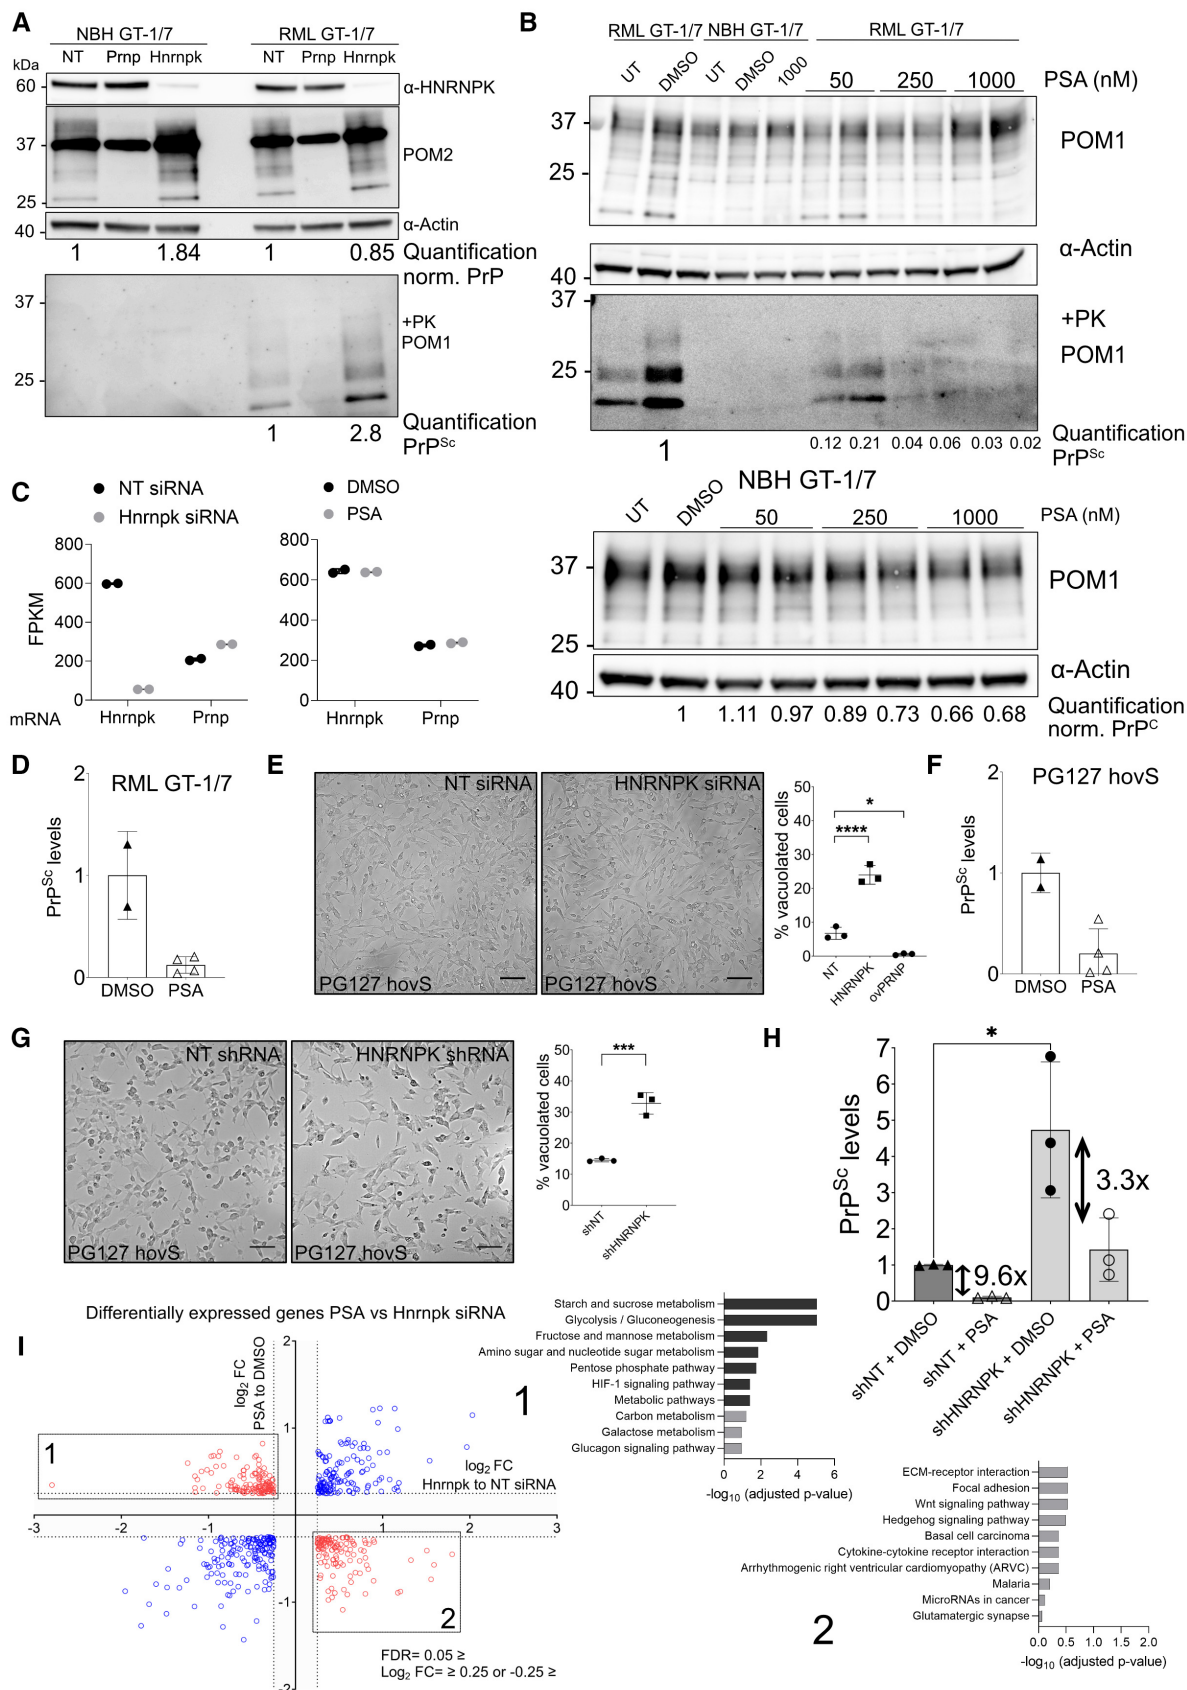 A
NBH GT-1/7
RML GT-1/7
NT Prnp Hnrnpk
NT Prnp Hnrnpk
kDa
60
α-HNRNPK
37
POM2
25
40
α-Actin
1 1.84 1 0.85 Quantification
norm. PrP
37
+PK
POM1
25
1 2.8 Quantification
PrPSc
B
RML GT-1/7 NBH GT-1/7 RML GT-1/7
UT DMSO UT DMSO 1000 50 250 1000 PSA (nM)
37
POM1
25
α-Actin
40
37
+PK
POM1
25
0.12 0.21 0.04 0.06 0.03 0.02 Quantification
1
PrPSc
NBH GT-1/7
UT DMSO 50 250 1000 PSA (nM)
37
POM1
25
α-Actin
40
1 1.11 0.97 0.89 0.73 0.66 0.68 Quantification
norm. PrPC
C
NT siRNA
Hnrnpk siRNA
DMSO
PSA
FPKM
800
600
400
200
0
800
600
400
200
0
mRNA
Hnrnpk Prnp
Hnrnpk Prnp
D
RML GT-1/7
PrPSc levels
2
1
0
DMSO PSA
E
NT siRNA
HNRNPK siRNA
PG127 hovS
PG127 hovS
% vacuolated cells
50
40
30
20
10
0
*
****
NT
HNRNPK
ovPRNP
F
PG127 hovS
PrPSc levels
2
1
0
DMSO PSA
G
NT shRNA
HNRNPK shRNA
PG127 hovS
PG127 hovS
% vacuolated cells
50
40
30
20
10
0
***
shNT
shHNRNPK
H
PrPSc levels
7
6
5
4
3
2
1
0
*
9.6x
3.3x
shNT + DMSO
shNT + PSA
shHNRNPK + DMSO
shHNRNPK + PSA
I
Differentially expressed genes PSA vs Hnrnpk siRNA
log2 FC
PSA to DMSO
log2 FC
Hnrnpk to NT siRNA
2
1
-1
-2
-3 -2 -1 1 2 3
1
2
FDR= 0.05 ≥
Log2 FC= ≥ 0.25 or -0.25 ≥
1
Starch and sucrose metabolism
Glycolysis / Gluconeogenesis
Fructose and mannose metabolism
Amino sugar and nucleotide sugar metabolism
Pentose phosphate pathway
HIF-1 signaling pathway
Metabolic pathways
Carbon metabolism
Galactose metabolism
Glucagon signaling pathway
0 2 4 6
-log10 (adjusted p-value)
2
ECM-receptor interaction
Focal adhesion
Wnt signaling pathway
Hedgehog signaling pathway
Basal cell carcinoma
Cytokine-cytokine receptor interaction
Arrhythmogenic right ventricular cardiomyopathy (ARVC)
Malaria
MicroRNAs in cancer
Glutamatergic synapse
0.0 0.5 1.0 1.5 2.0
-log10 (adjusted p-value)